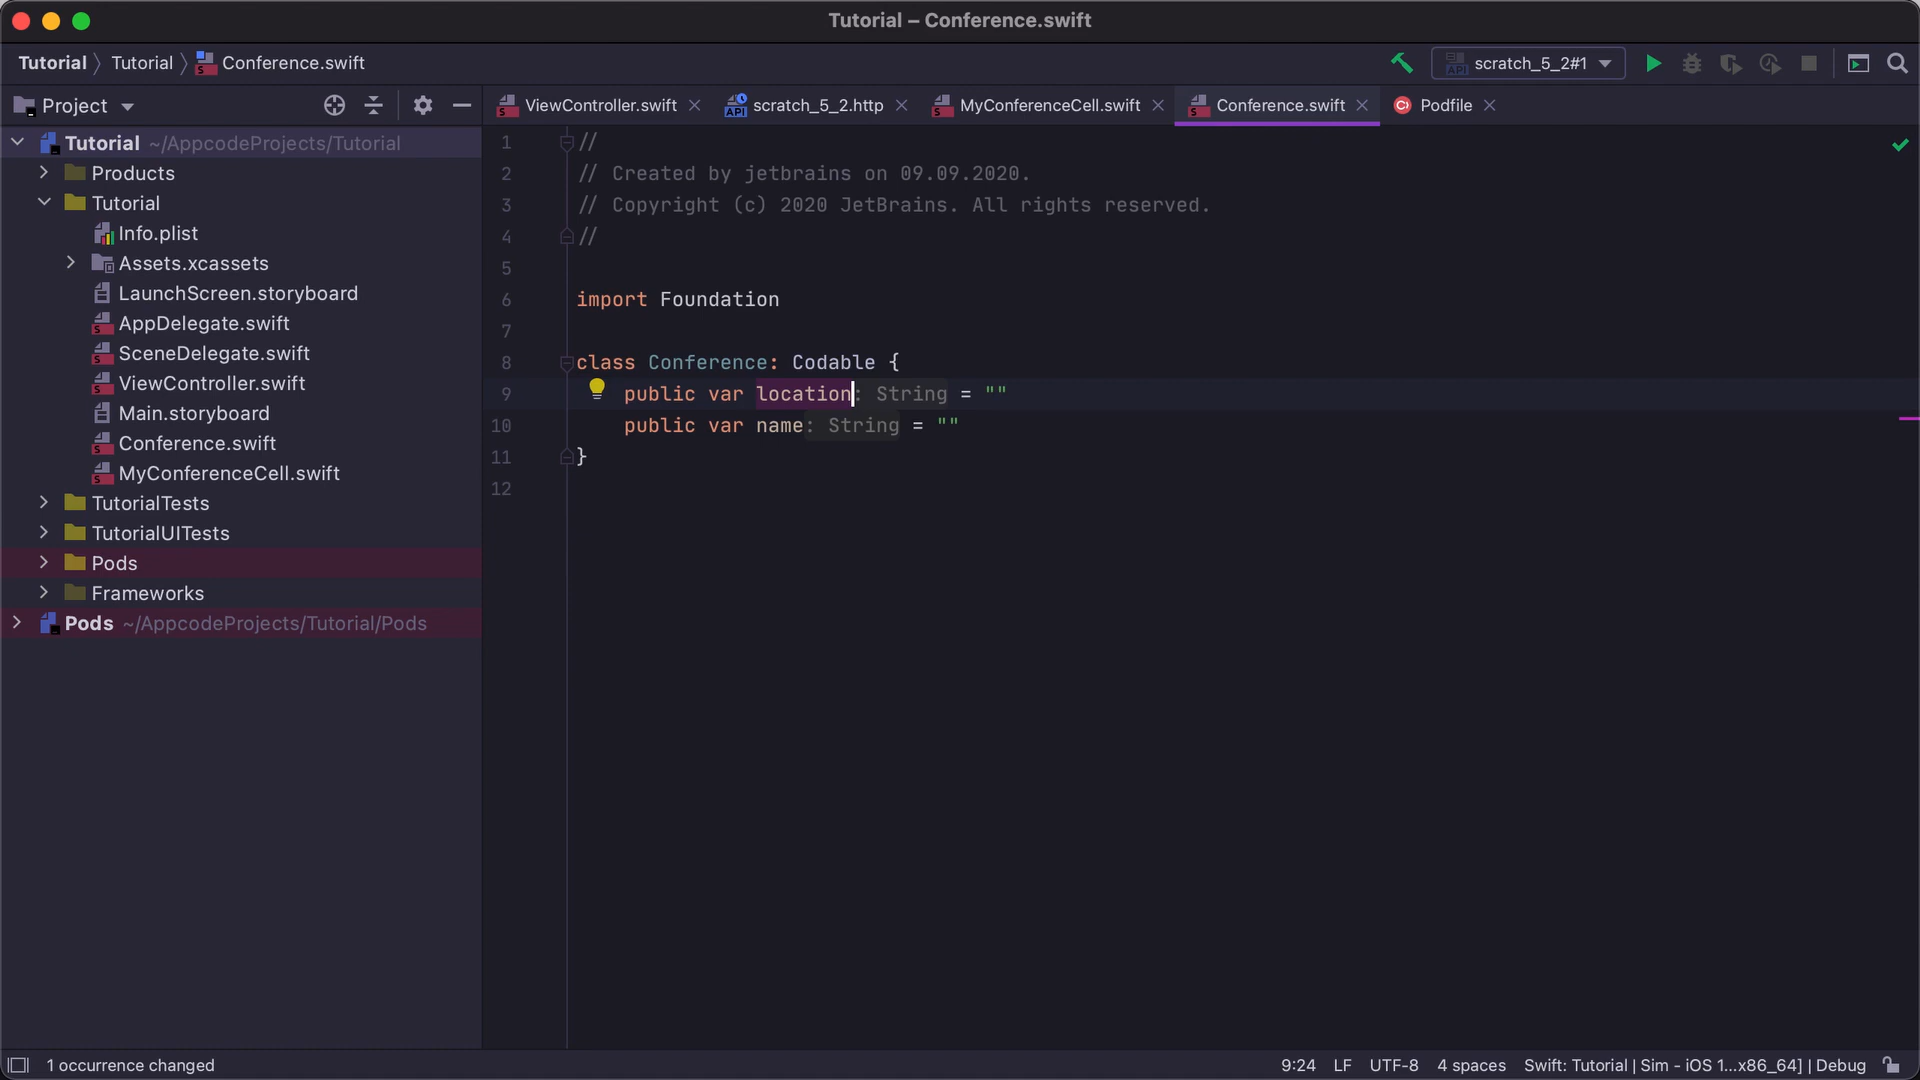 Tutorial – Conference.swift
Tutorial Tutorial Conference.swift
scratch_5_2#1
Project
ViewController.swift
scratch_5_2.http
MyConferenceCell.swift
Conference.swift
Podfile
Tutorial ~/AppcodeProjects/Tutorial
Products
Tutorial
Info.plist
Assets.xcassets
LaunchScreen.storyboard
AppDelegate.swift
SceneDelegate.swift
ViewController.swift
Main.storyboard
Conference.swift
MyConferenceCell.swift
TutorialTests
TutorialUITests
Pods
Frameworks
Pods ~/AppcodeProjects/Tutorial/Pods
1 //
2 // Created by jetbrains on 09.09.2020.
3 // Copyright (c) 2020 JetBrains. All rights reserved.
4 //
5
6 import Foundation
7
8 class Conference: Codable {
9 public var location: String = ""
10 public var name: String = ""
11 }
12
1 occurrence changed
9:24 LF UTF-8 4 spaces Swift: Tutorial | Sim - iOS 1...x86_64] | Debug